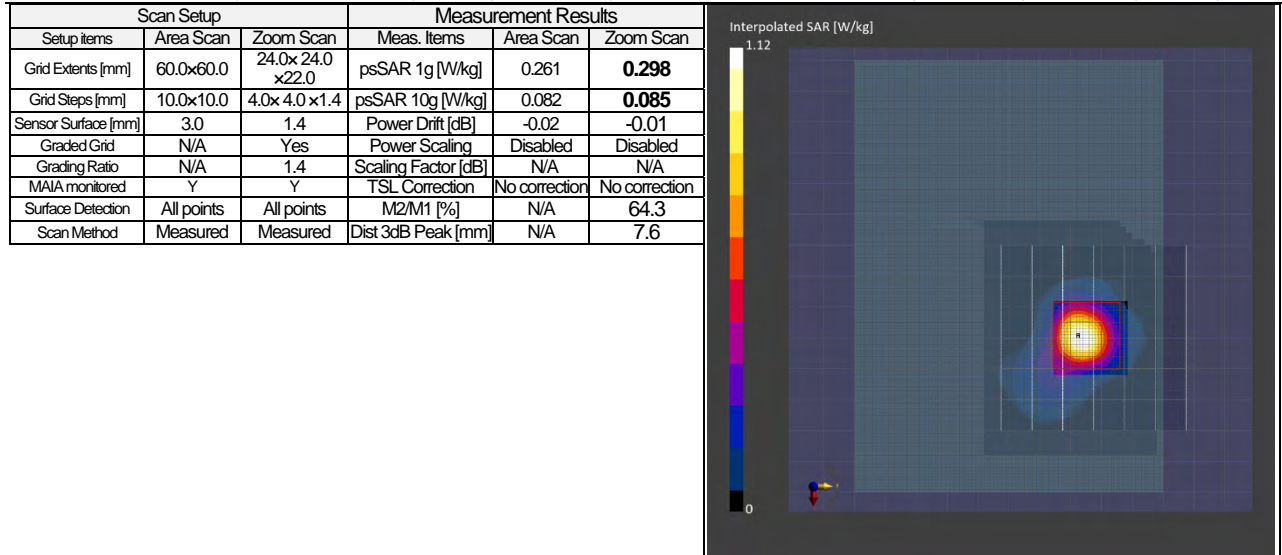 Scan Setup Measurement Results
Setup items Area Scan Zoom Scan Meas. Items Area Scan Zoom Scan
Grid Extents [mm] 60.0×60.0 24.0× 24.0 ×22.0 psSAR 1g [W/kg] 0.261 0.298
Grid Steps [mm] 10.0×10.0 4.0× 4.0 ×1.4 psSAR 10g [W/kg] 0.082 0.085
Sensor Surface [mm] 3.0 1.4 Power Drift [dB] -0.02 -0.01
Graded Grid N/A Yes Power Scaling Disabled Disabled
Grading Ratio N/A 1.4 Scaling Factor [dB] N/A N/A
MAIA monitored Y Y TSL Correction No correction No correction
Surface Detection All points All points M2/M1 [%] N/A 64.3
Scan Method Measured Measured Dist 3dB Peak [mm] N/A 7.6
Interpolated SAR [W/kg]
1.12
0